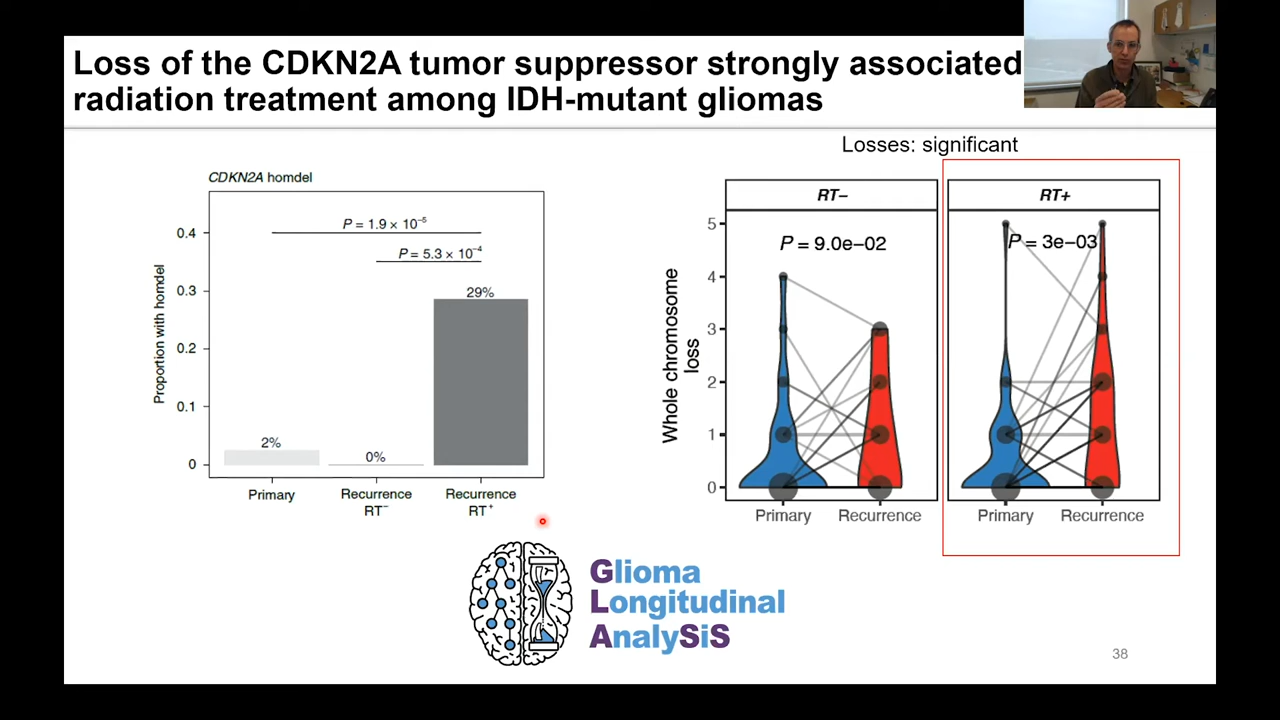 Loss of the CDKN2A tumor suppressor strongly associated
radiation treatment among IDH-mutant gliomas
Losses: significant
CDKN2A homdel
P = 1.9 × 10⁻⁵
P = 5.3 × 10⁻⁴
Proportion with homdel
0.4
0.3
0.2
0.1
0
2%
0%
29%
Primary
Recurrence
RT⁻
Recurrence
RT⁺
Whole chromosome
loss
5
4
3
2
1
0
RT−
P = 9.0e−02
Primary
Recurrence
RT+
P = 3e−03
Primary
Recurrence
Glioma
Longitudinal
AnalySiS
38